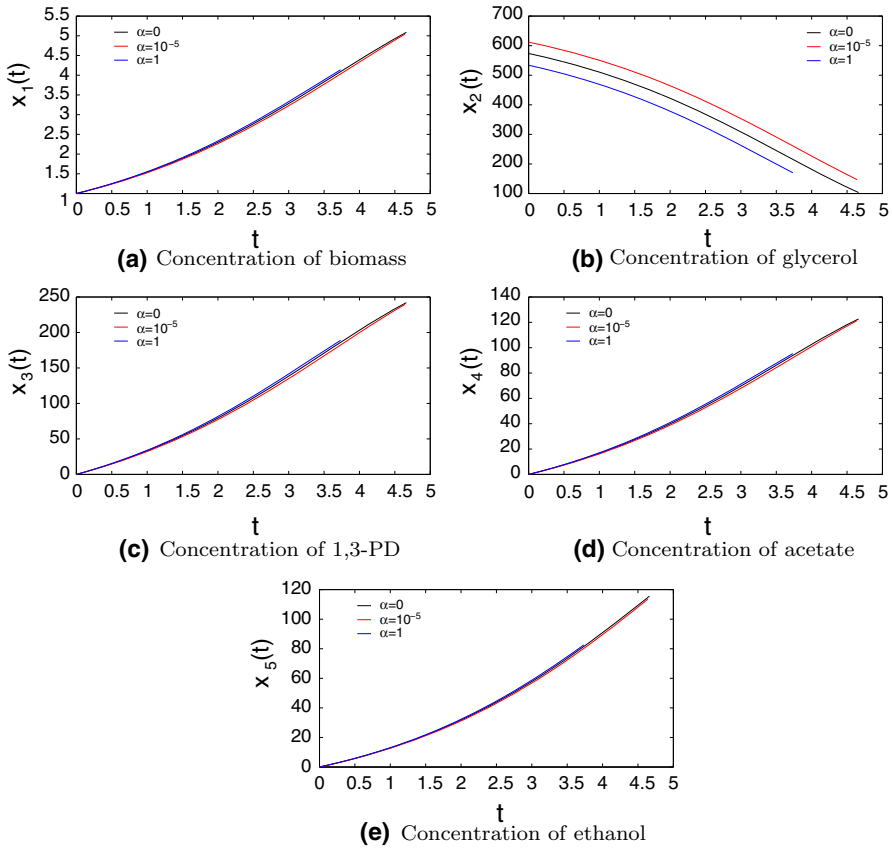 5.5
5
4.5
4
3.5
3
2.5
2
1.5
1
x₁(t)
α=0
α=10⁻⁵
α=1
0 0.5 1 1.5 2 2.5 3 3.5 4 4.5 5
t
(a) Concentration of biomass
700
600
500
400
300
200
100
x₂(t)
α=0
α=10⁻⁵
α=1
0 0.5 1 1.5 2 2.5 3 3.5 4 4.5 5
t
(b) Concentration of glycerol
250
200
150
100
50
0
x₃(t)
α=0
α=10⁻⁵
α=1
0 0.5 1 1.5 2 2.5 3 3.5 4 4.5 5
t
(c) Concentration of 1,3-PD
140
120
100
80
60
40
20
0
x₄(t)
α=0
α=10⁻⁵
α=1
0 0.5 1 1.5 2 2.5 3 3.5 4 4.5 5
t
(d) Concentration of acetate
120
100
80
60
40
20
0
x₅(t)
α=0
α=10⁻⁵
α=1
0 0.5 1 1.5 2 2.5 3 3.5 4 4.5 5
t
(e) Concentration of ethanol